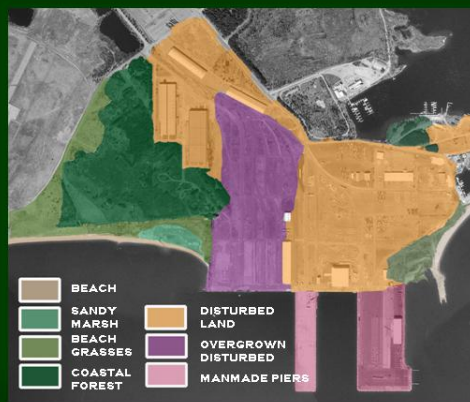 BEACH
SANDY
MARSH
BEACH
GRASSES
COASTAL
FOREST
DISTURBED
LAND
OVERGROWN
DISTURBED
MANMADE PIERS